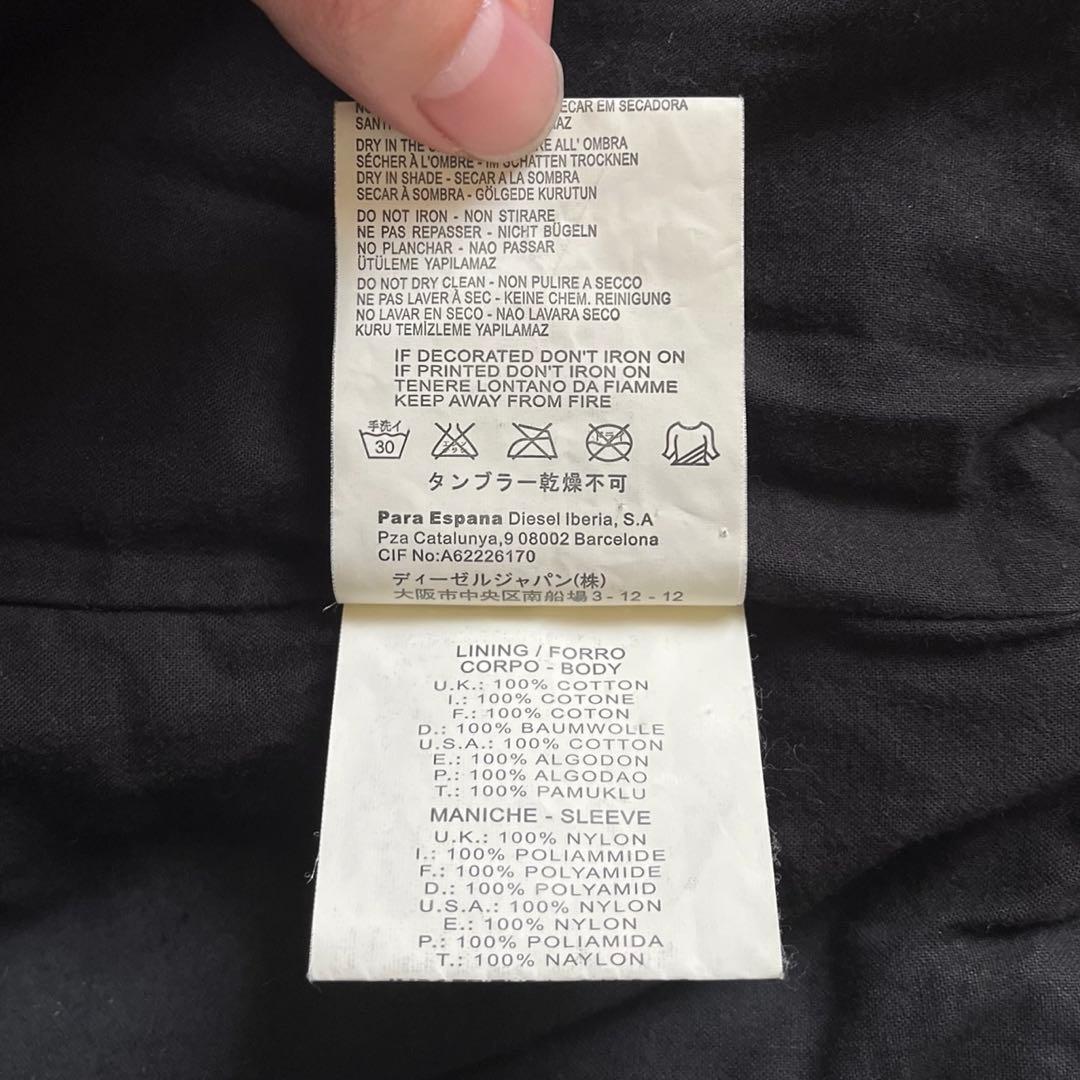 ECAR EM SECADORA
DRY IN THE ALL' OMBRA
SÉCHER À L'OMBRE - IM SCHATTEN TROCKNEN
DRY IN SHADE - SECAR A LA SOMBRA
SECAR À SOMBRA - GÖLGEDE KURUTUN
DO NOT IRON - NON STIRARE
NE PAS REPASSER - NICHT BÜGELN
NO PLANCHAR - NAO PASSAR
ÜTÜLEME YAPILAMAZ
DO NOT DRY CLEAN - NON PULIRE A SECCO
NE PAS LAVER À SEC - KEINE CHEM. REINIGUNG
NO LAVAR EN SECO - NAO LAVARA SECO
KURU TEMİZLEME YAPILAMAZ
IF DECORATED DON'T IRON ON
IF PRINTED DON'T IRON ON
TENERE LONTANO DA FIAMME
KEEP AWAY FROM FIRE
手洗イ
30
エンソ
ドライ
タンブラー乾燥不可
Para Espana Diesel Iberia, S.A
Pza Catalunya,9 08002 Barcelona
CIF No:A62226170
ディーゼルジャパン(株)
大阪市中央区南船場3-12-12
LINING / FORRO
CORPO - BODY
U.K.: 100% COTTON
I.: 100% COTONE
F.: 100% COTON
D.: 100% BAUMWOLLE
U.S.A.: 100% COTTON
E.: 100% ALGODON
P.: 100% ALGODAO
T.: 100% PAMUKLU
MANICHE - SLEEVE
U.K.: 100% NYLON
I.: 100% POLIAMMIDE
F.: 100% POLYAMIDE
D.: 100% POLYAMID
U.S.A.: 100% NYLON
E.: 100% NYLON
P.: 100% POLIAMIDA
T.: 100% NAYLON